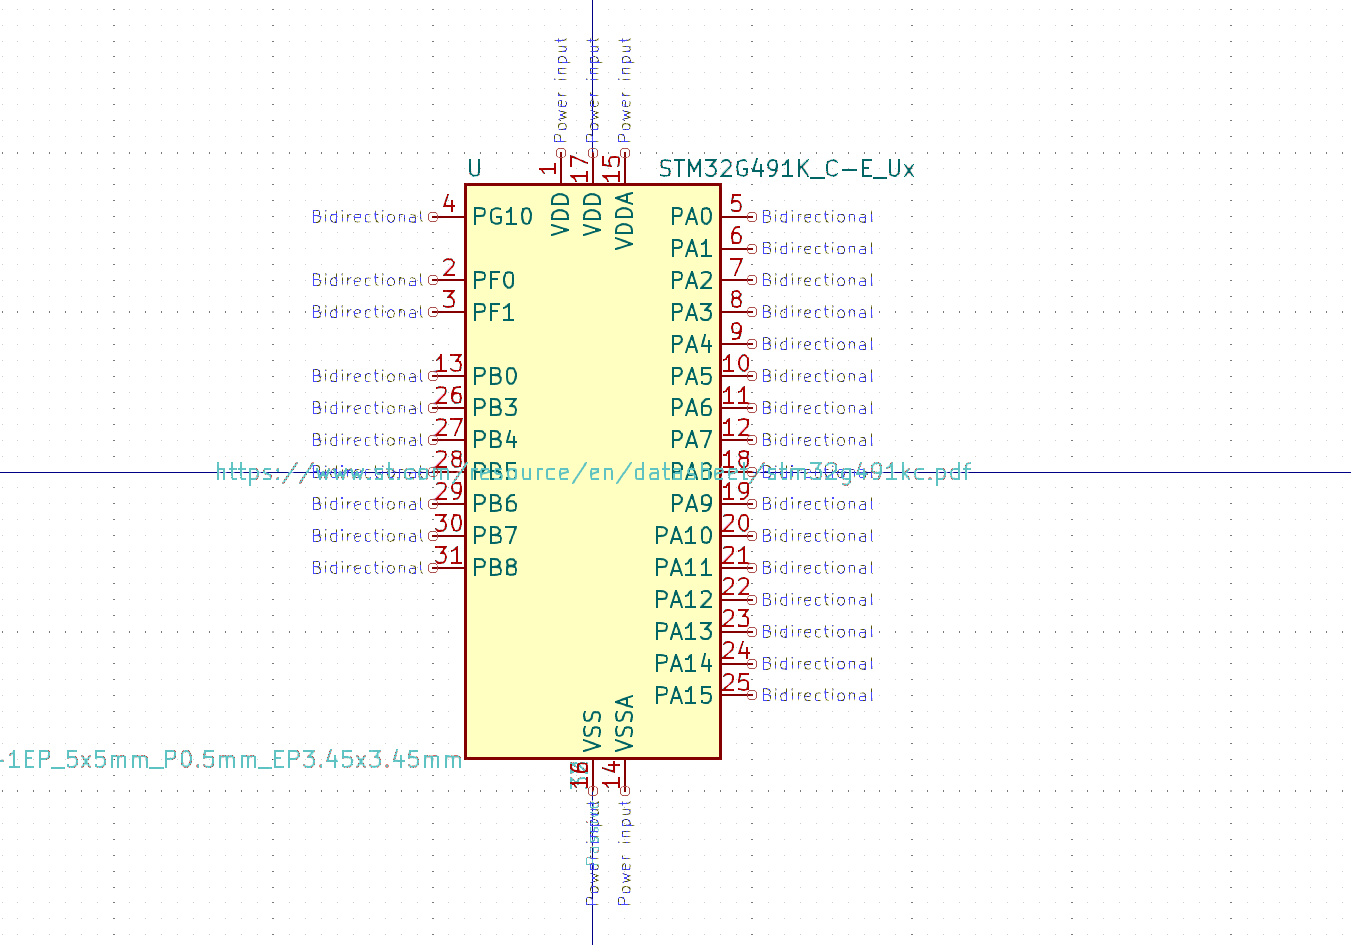 Power input
Power input
Power input
1
17
15
U
STM32G491K_C-E_Ux
VDD
VDD
VDDA
Bidirectional 4 PG10
PA0 5 Bidirectional
PA1 6 Bidirectional
Bidirectional 2 PF0
PA2 7 Bidirectional
Bidirectional 3 PF1
PA3 8 Bidirectional
PA4 9 Bidirectional
Bidirectional 13 PB0
PA5 10 Bidirectional
Bidirectional 26 PB3
PA6 11 Bidirectional
Bidirectional 27 PB4
PA7 12 Bidirectional
Bidirectional 28 PB5
PA8 18 Bidirectional
https://www.st.com/resource/en/datasheet/stm32g491kc.pdf
Bidirectional 29 PB6
PA9 19 Bidirectional
Bidirectional 30 PB7
PA10 20 Bidirectional
Bidirectional 31 PB8
PA11 21 Bidirectional
PA12 22 Bidirectional
PA13 23 Bidirectional
PA14 24 Bidirectional
PA15 25 Bidirectional
VSS
VSSA
-1EP_5x5mm_P0.5mm_EP3.45x3.45mm
16
14
Power input
Power input